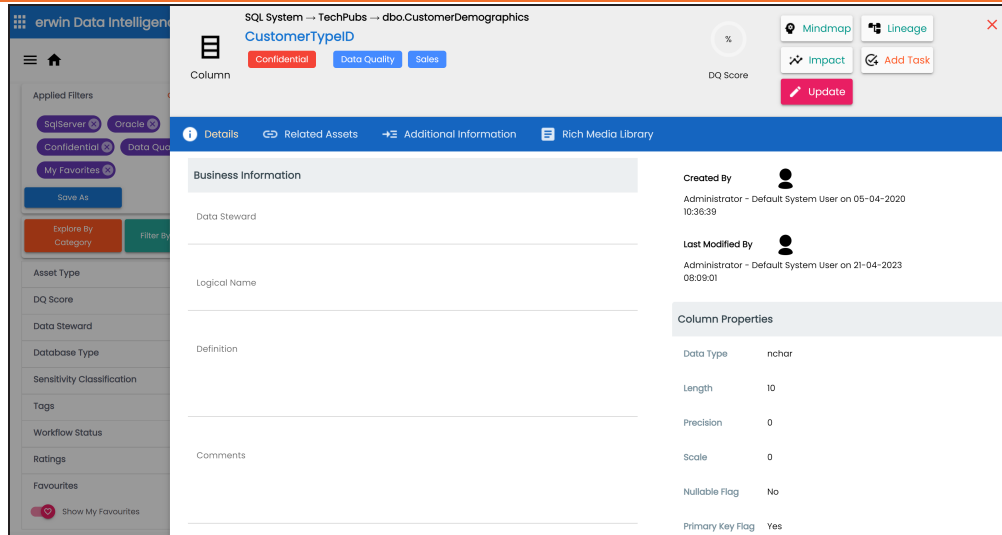 erwin Data Intelligen
Applied Filters
SqlServer
Oracle
Confidential
Data Qua
My Favorites
Save As
Explore By
Category
Filter By
Asset Type
DQ Score
Data Steward
Database Type
Sensitivity Classification
Tags
Workflow Status
Ratings
Favourites
Show My Favourites
SQL System → TechPubs → dbo.CustomerDemographics
CustomerTypeID
Column
Confidential
Data Quality
Sales
%
DQ Score
Mindmap
Lineage
Impact
Add Task
Update
Details
Related Assets
Additional Information
Rich Media Library
Business Information
Data Steward
Logical Name
Definition
Comments
Created By
Administrator - Default System User on 05-04-2020
10:36:39
Last Modified By
Administrator - Default System User on 21-04-2023
08:09:01
Column Properties
Data Type nchar
Length 10
Precision 0
Scale 0
Nullable Flag No
Primary Key Flag Yes